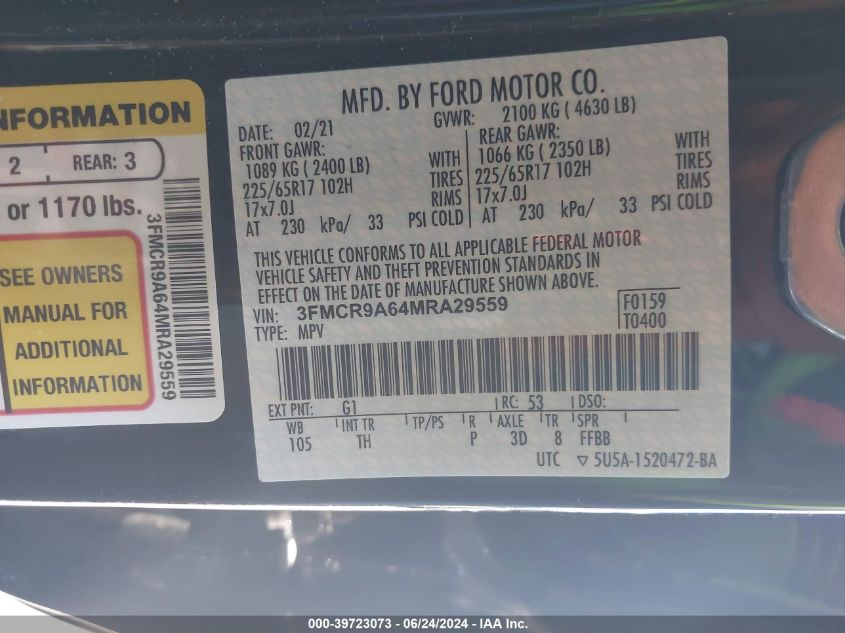 NFORMATION
2 REAR: 3
or 1170 lbs.
SEE OWNERS
MANUAL FOR
ADDITIONAL
INFORMATION
3FMCR9A64MRA29559
MFD. BY FORD MOTOR CO.
DATE: 02/21 GVWR: 2100 KG ( 4630 LB)
FRONT GAWR: REAR GAWR:
1089 KG ( 2400 LB) WITH 1066 KG ( 2350 LB) WITH
225/65R17 102H TIRES 225/65R17 102H TIRES
17x7.0J RIMS 17x7.0J RIMS
AT 230 kPa/ 33 PSI COLD AT 230 kPa/ 33 PSI COLD
THIS VEHICLE CONFORMS TO ALL APPLICABLE FEDERAL MOTOR
VEHICLE SAFETY AND THEFT PREVENTION STANDARDS IN
EFFECT ON THE DATE OF MANUFACTURE SHOWN ABOVE.
VIN: 3FMCR9A64MRA29559 F0159
TYPE: MPV T0400
EXT PNT: G1 RC: 53 DSO:
WB INT TR TP/PS R AXLE TR SPR
105 TH P 3D 8 FFBB
UTC ▽ 5U5A-1520472-BA
000-39723073 - 06/24/2024 - IAAI Inc.